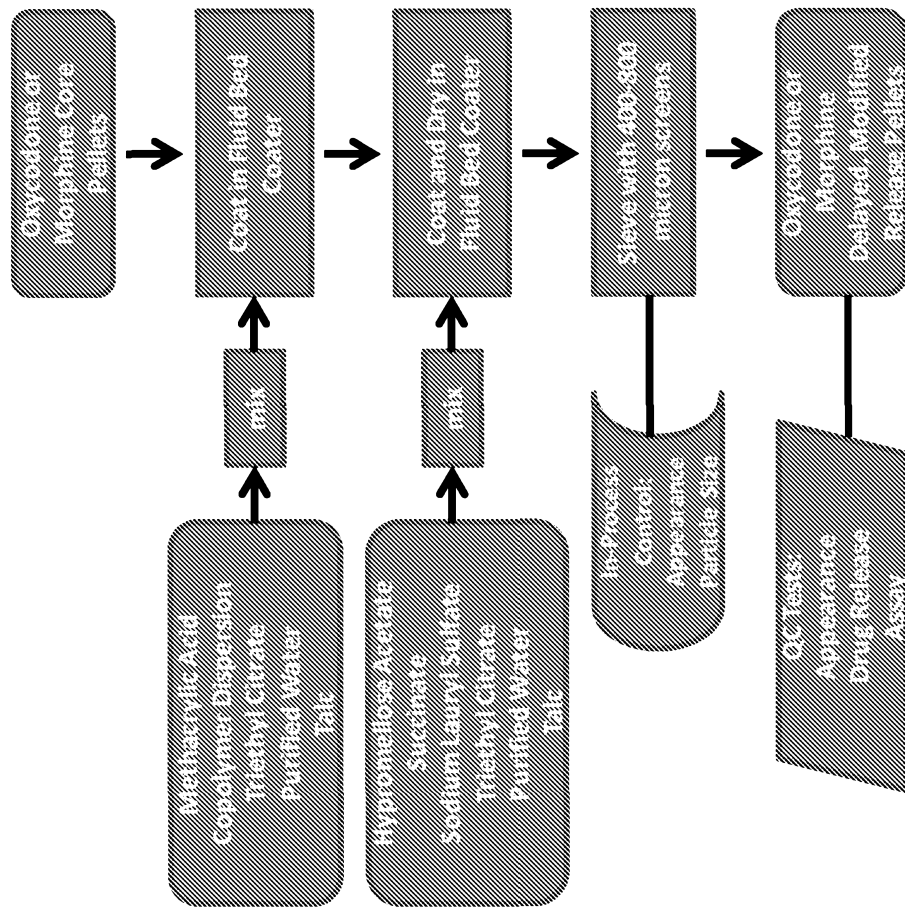 Oxycodone or
Morphine Core
Pellets
Coat in Fluid Bed
Coater
Coat and Dry in
Fluid Bed Coater
Sieve with 400-800
micron screens
Oxycodone or
Morphine
Delayed Modified
Release Pellets
mix
mix
Methacrylic Acid
Copolymer Dispersion
Triethyl Citrate
Purified Water
Talc
Hypromellose Acetate
Succinate
Sodium Lauryl Sulfate
Triethyl Citrate
Purified Water
Talc
In-Process
Control:
Appearance
Particle Size
QC Tests:
Appearance
Drug Release
Assay